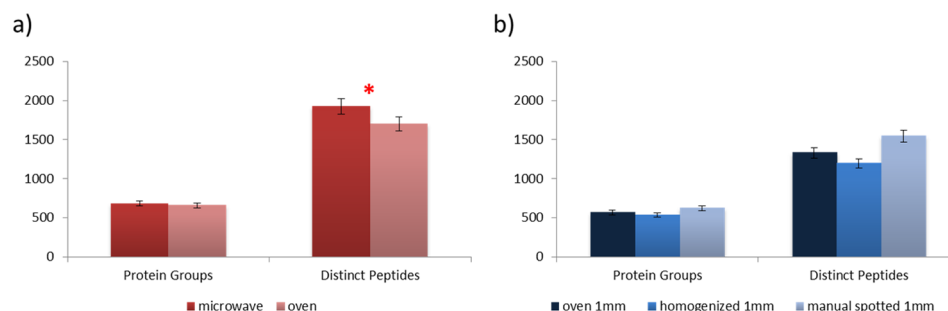 a)
2500
2000
1500
1000
500
0
*
Protein Groups
Distinct Peptides
microwave oven
b)
2500
2000
1500
1000
500
0
Protein Groups
Distinct Peptides
oven 1mm homogenized 1mm manual spotted 1mm